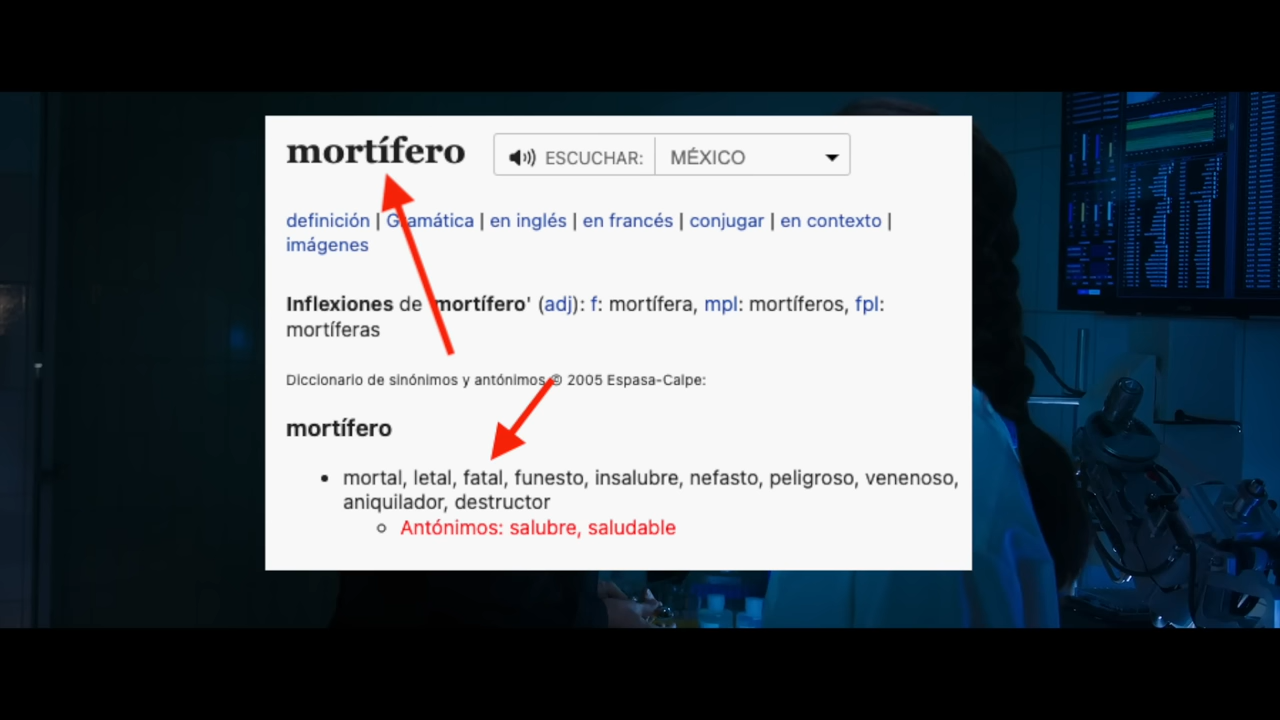 mortífero
ESCUCHAR: MÉXICO
definición | Gramática | en inglés | en francés | conjugar | en contexto |
imágenes
Inflexiones de 'mortífero' (adj): f: mortífera, mpl: mortíferos, fpl:
mortíferas
Diccionario de sinónimos y antónimos © 2005 Espasa-Calpe:
mortífero
mortal, letal, fatal, funesto, insalubre, nefasto, peligroso, venenoso,
aniquilador, destructor
Antónimos: salubre, saludable